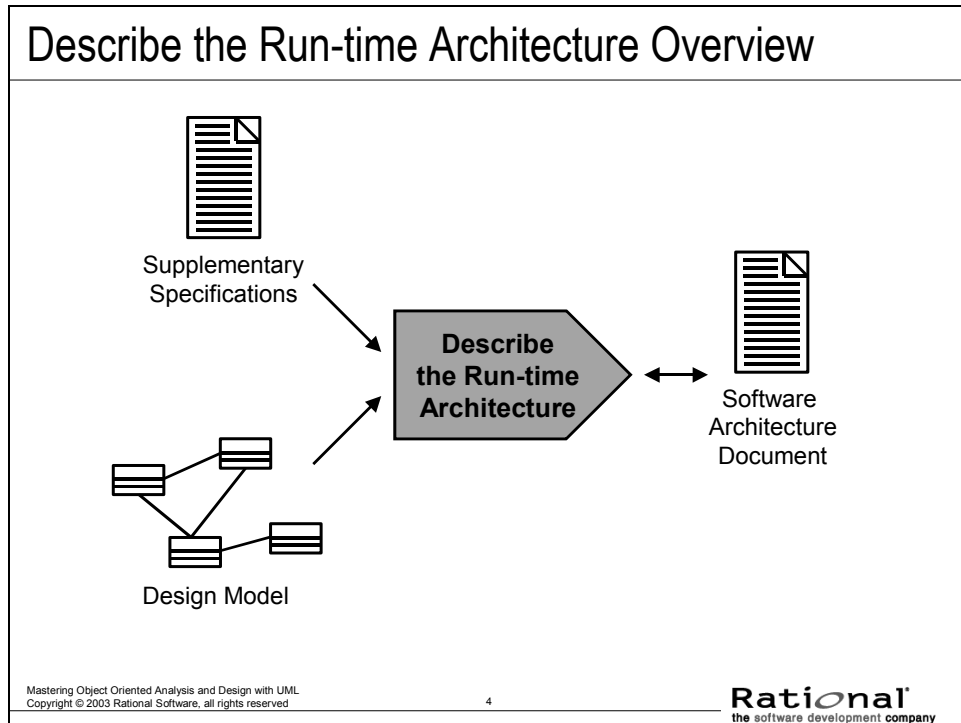 Describe the Run-time Architecture Overview
Supplementary
Specifications
Describe
the Run-time
Architecture
Software
Architecture
Document
Design Model
Mastering Object Oriented Analysis and Design with UML
Copyright © 2003 Rational Software, all rights reserved
4
Rational
the software development company